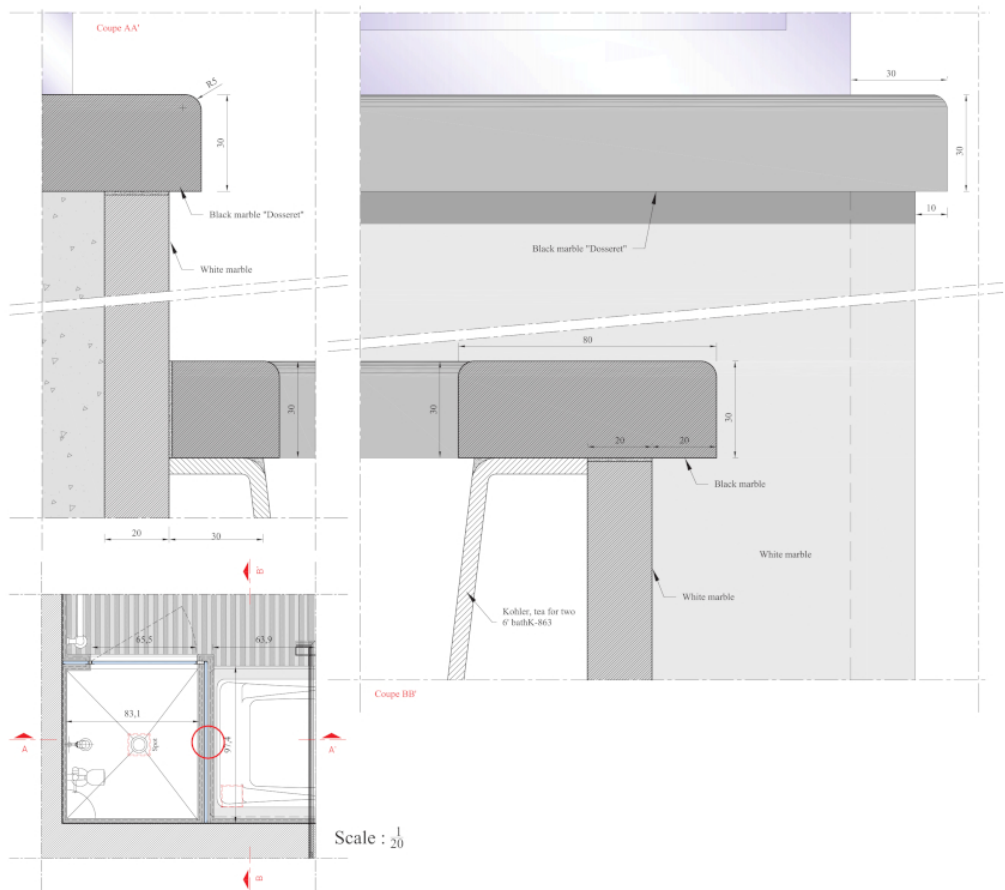 Coupe AA'
R5
30
Black marble "Dosseret"
White marble
30
30
10
Black marble "Dosseret"
80
30
30
30
20
20
Black marble
White marble
Kohler, tea for two
6' bathK-863
White marble
Coupe BB'
20
30
B'
65,5
63,9
83,1
97,4
Spot
A
A'
B
Scale : 1/20